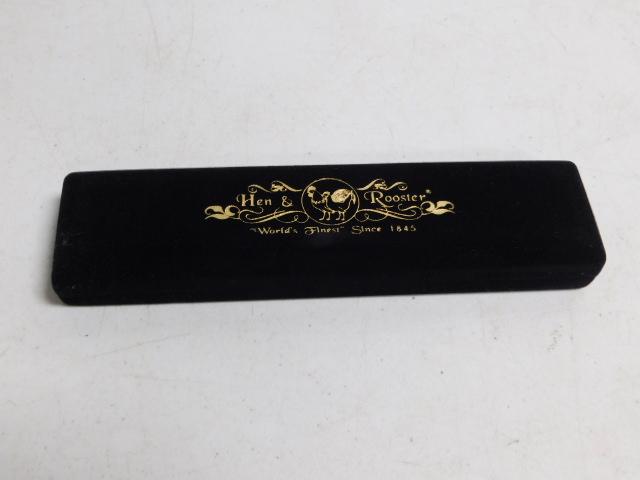 Hen & Rooster®
"World's Finest" Since 1845